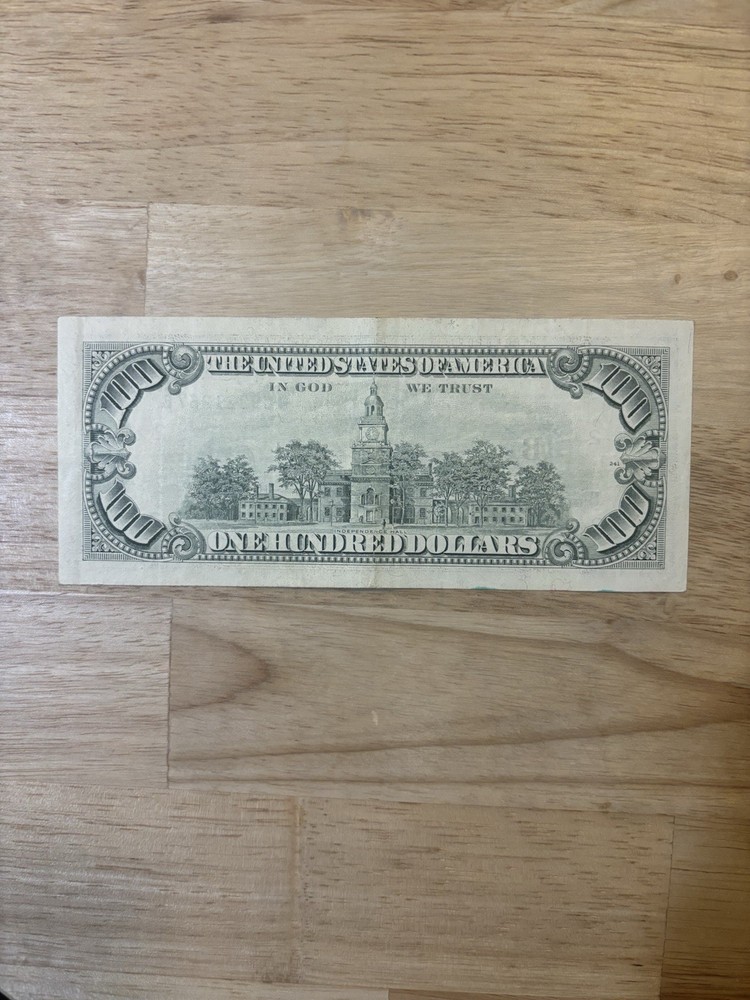 100 THE UNITED STATES OF AMERICA 100
IN GOD WE TRUST
INDEPENDENCE HALL
100 ONE HUNDRED DOLLARS 100